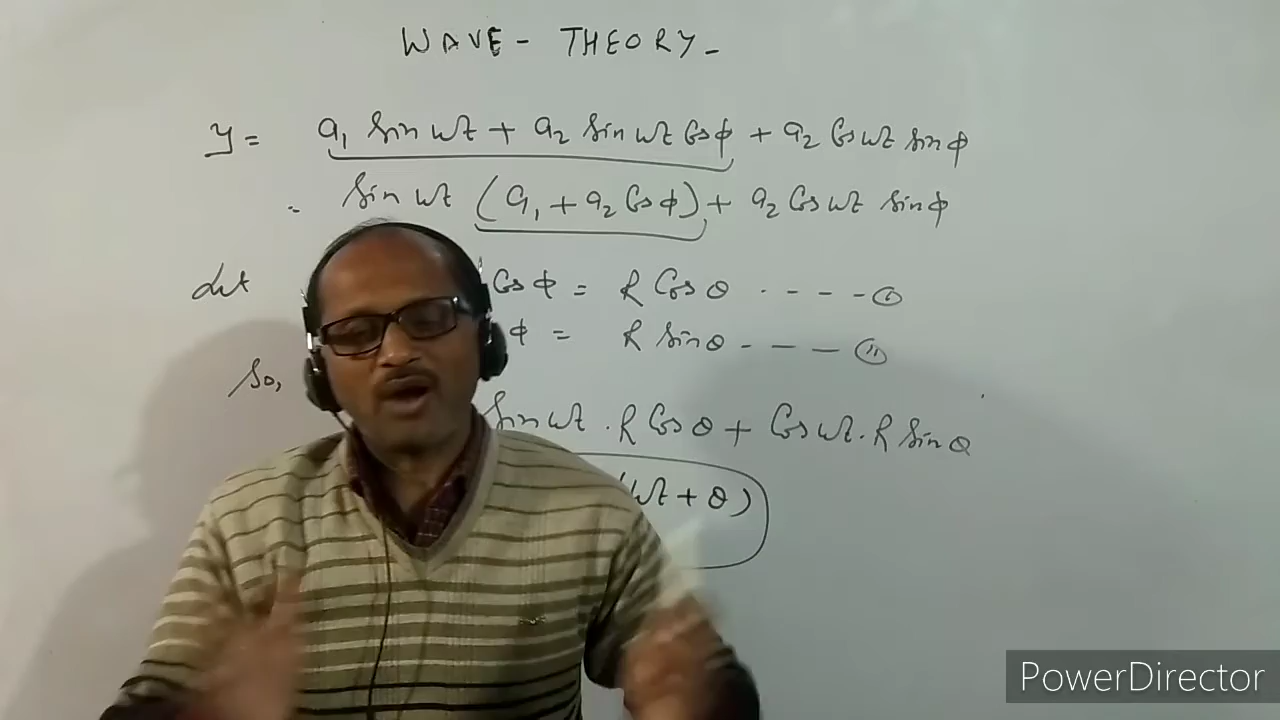 WAVE - THEORY -
y = a₁ sin ωt + a₂ sin ωt Cos ϕ + a₂ Cos ωt sin ϕ
= sin ωt (a₁ + a₂ Cos ϕ) + a₂ Cos ωt sin ϕ
Let Cos ϕ = R Cos θ . - - - - (i)
ϕ = R sin θ - - - (ii)
So,
sin ωt . R Cos θ + Cos ωt . R sin θ
(ωt + θ)
PowerDirector